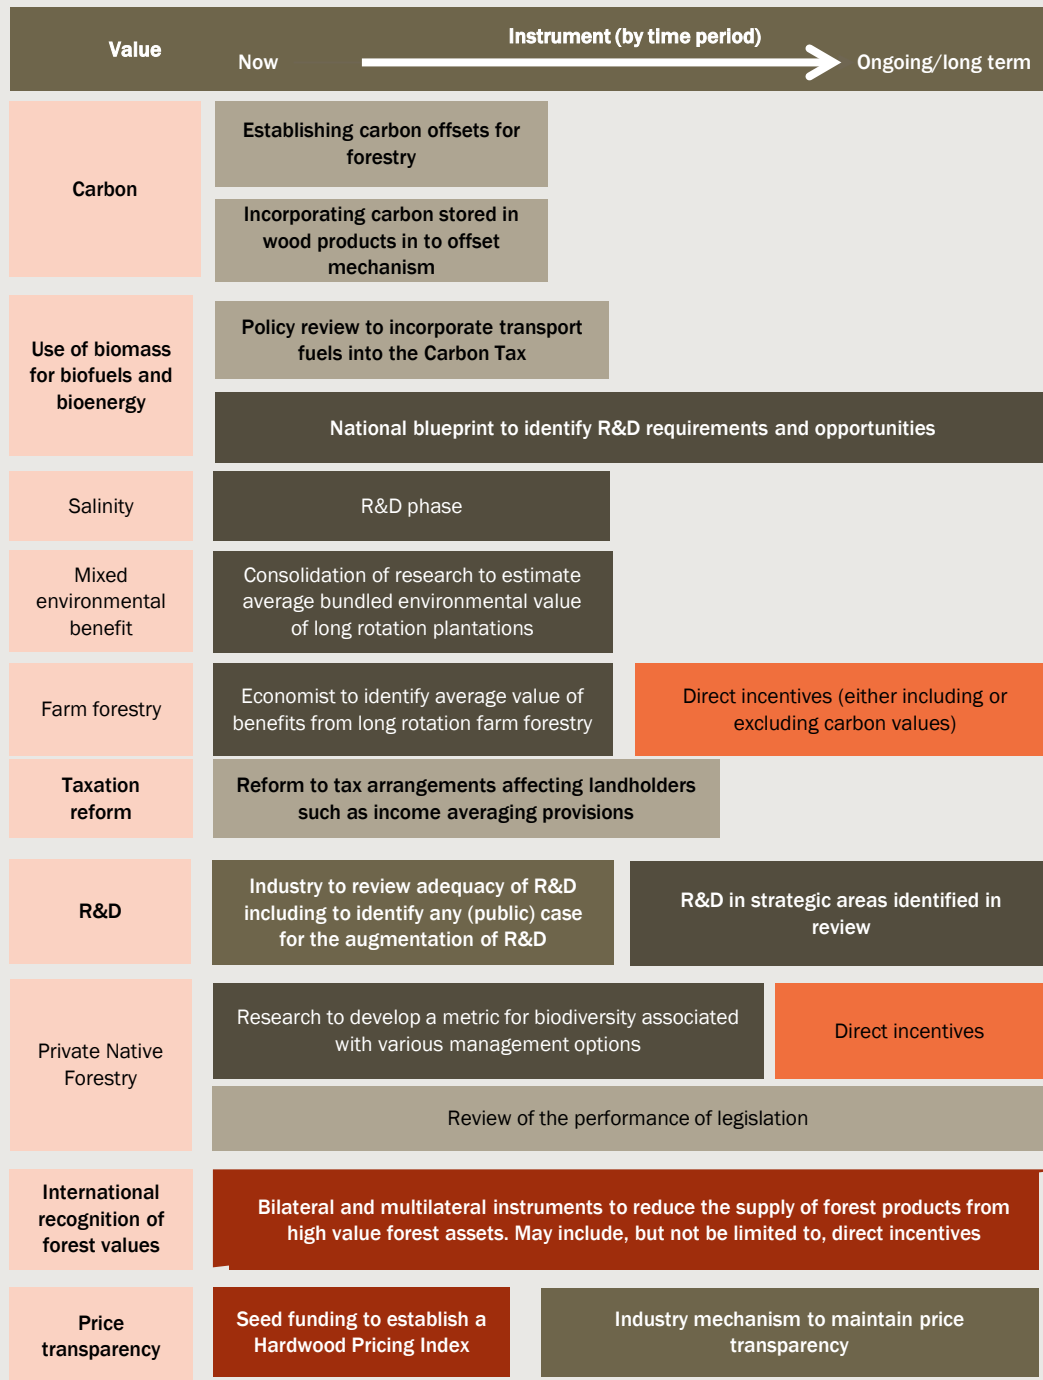 Value
Instrument (by time period)
Now
Ongoing/long term
Carbon
Establishing carbon offsets for
forestry
Incorporating carbon stored in
wood products in to offset
mechanism
Use of biomass
for biofuels and
bioenergy
Policy review to incorporate transport
fuels into the Carbon Tax
National blueprint to identify R&D requirements and opportunities
Salinity
R&D phase
Mixed
environmental
benefit
Consolidation of research to estimate
average bundled environmental value
of long rotation plantations
Farm forestry
Economist to identify average value of
benefits from long rotation farm forestry
Direct incentives (either including or
excluding carbon values)
Taxation
reform
Reform to tax arrangements affecting landholders
such as income averaging provisions
R&D
Industry to review adequacy of R&D
including to identify any (public) case
for the augmentation of R&D
R&D in strategic areas identified in
review
Private Native
Forestry
Research to develop a metric for biodiversity associated
with various management options
Direct incentives
Review of the performance of legislation
International
recognition of
forest values
Bilateral and multilateral instruments to reduce the supply of forest products from
high value forest assets. May include, but not be limited to, direct incentives
Price
transparency
Seed funding to establish a
Hardwood Pricing Index
Industry mechanism to maintain price
transparency